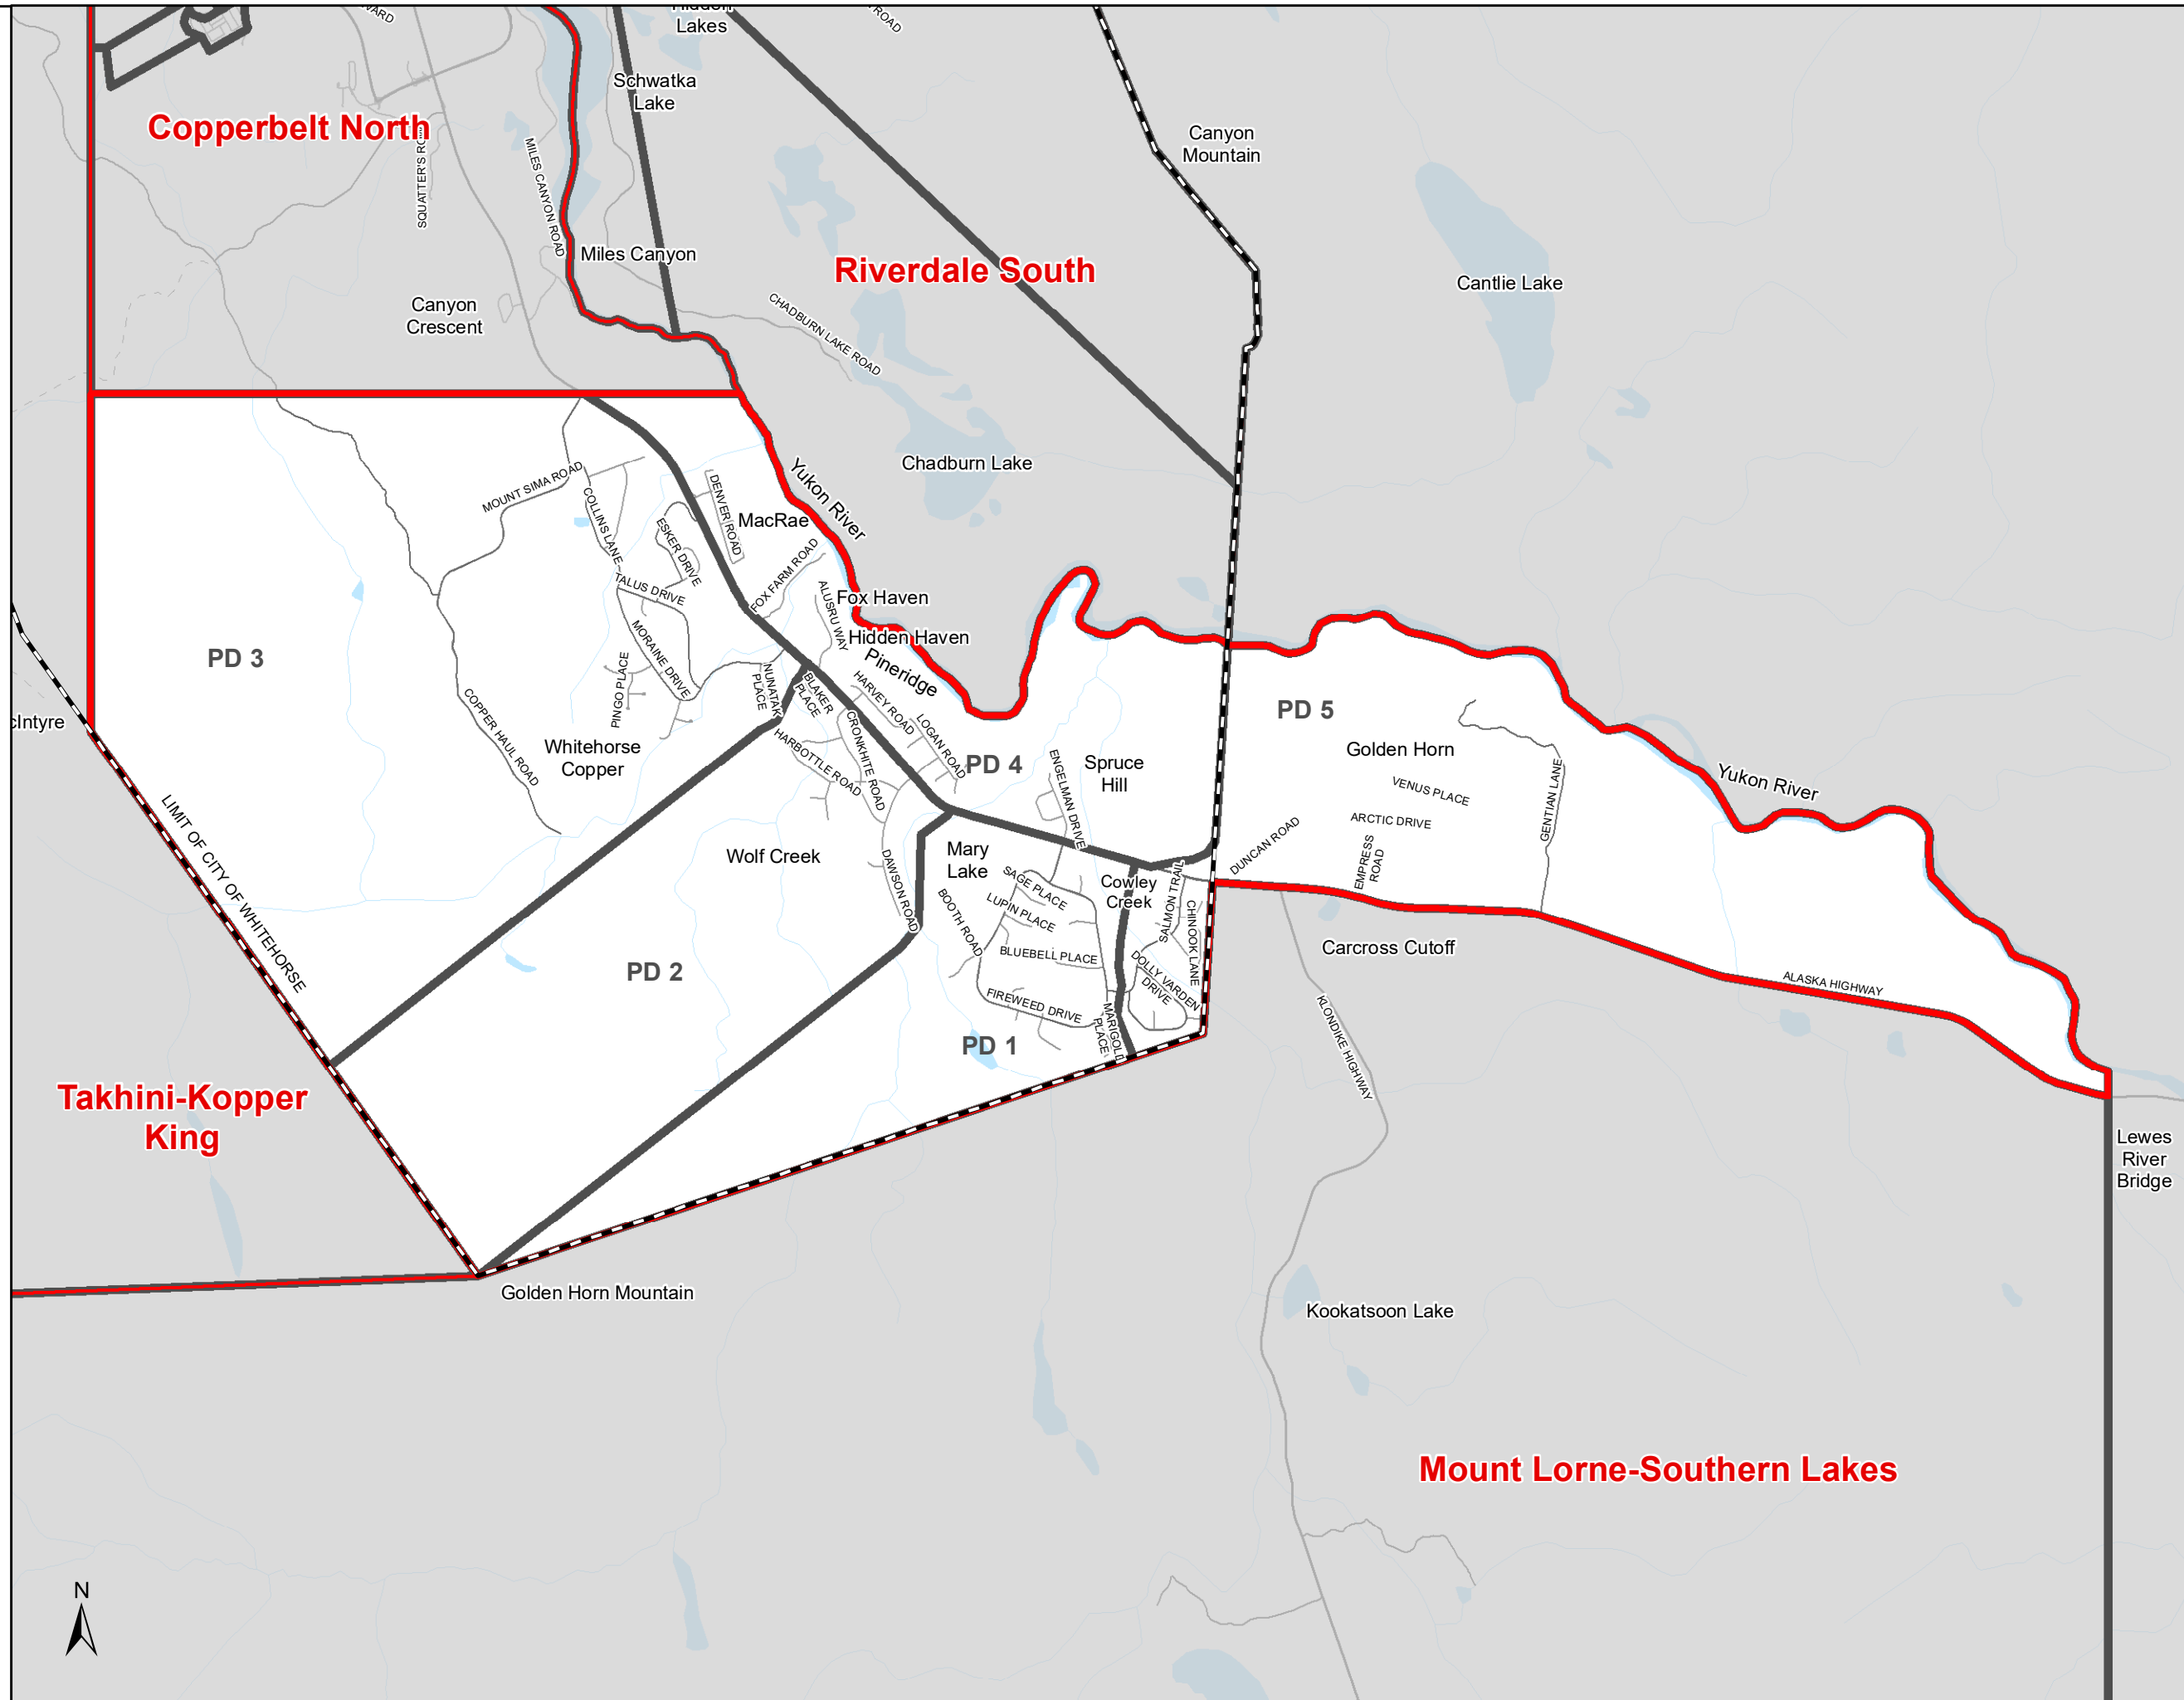 Hidden
Lakes
ROAD
Schwatka
Lake
Copperbelt North
SQUATTER'S
MILES CANYON ROAD
Canyon
Mountain
Miles Canyon
Riverdale South
Cantlie Lake
Canyon
Crescent
CHADBURN LAKE ROAD
Chadburn Lake
Yukon River
MOUNT SIMA ROAD
COLLINS LANE
DENVER ROAD
MacRae
ESKER DRIVE
FOX FARM ROAD
TALUS DRIVE
ALUSRU WAY
Fox Haven
Hidden Haven
Pineridge
PD 3
MORAINE DRIVE
PINGO PLACE
NUNATAK
PLACE
BLAKER
PLACE
HARVEY ROAD
LOGAN ROAD
CRONKHITE ROAD
HARBOTTLE ROAD
COPPER HAUL ROAD
Whitehorse
Copper
cIntyre
PD 4
ENGELMAN DRIVE
Spruce
Hill
PD 5
Golden Horn
VENUS PLACE
ARCTIC DRIVE
EMPRESS
ROAD
GENTIAN LANE
DUNCAN ROAD
Yukon River
LIMIT OF CITY OF WHITEHORSE
Wolf Creek
DAWSON ROAD
Mary
Lake
BOOTH ROAD
SAGE PLACE
LUPIN PLACE
BLUEBELL PLACE
FIREWEED DRIVE
MARIGOLD
PLACE
Cowley
Creek
SALMON TRAIL
CHINOOK LANE
DOLLY VARDEN
DRIVE
Carcross Cutoff
ALASKA HIGHWAY
KLONDIKE HIGHWAY
PD 2
PD 1
Takhini-Kopper
King
Lewes
River
Bridge
Golden Horn Mountain
Kookatsoon Lake
Mount Lorne-Southern Lakes
N